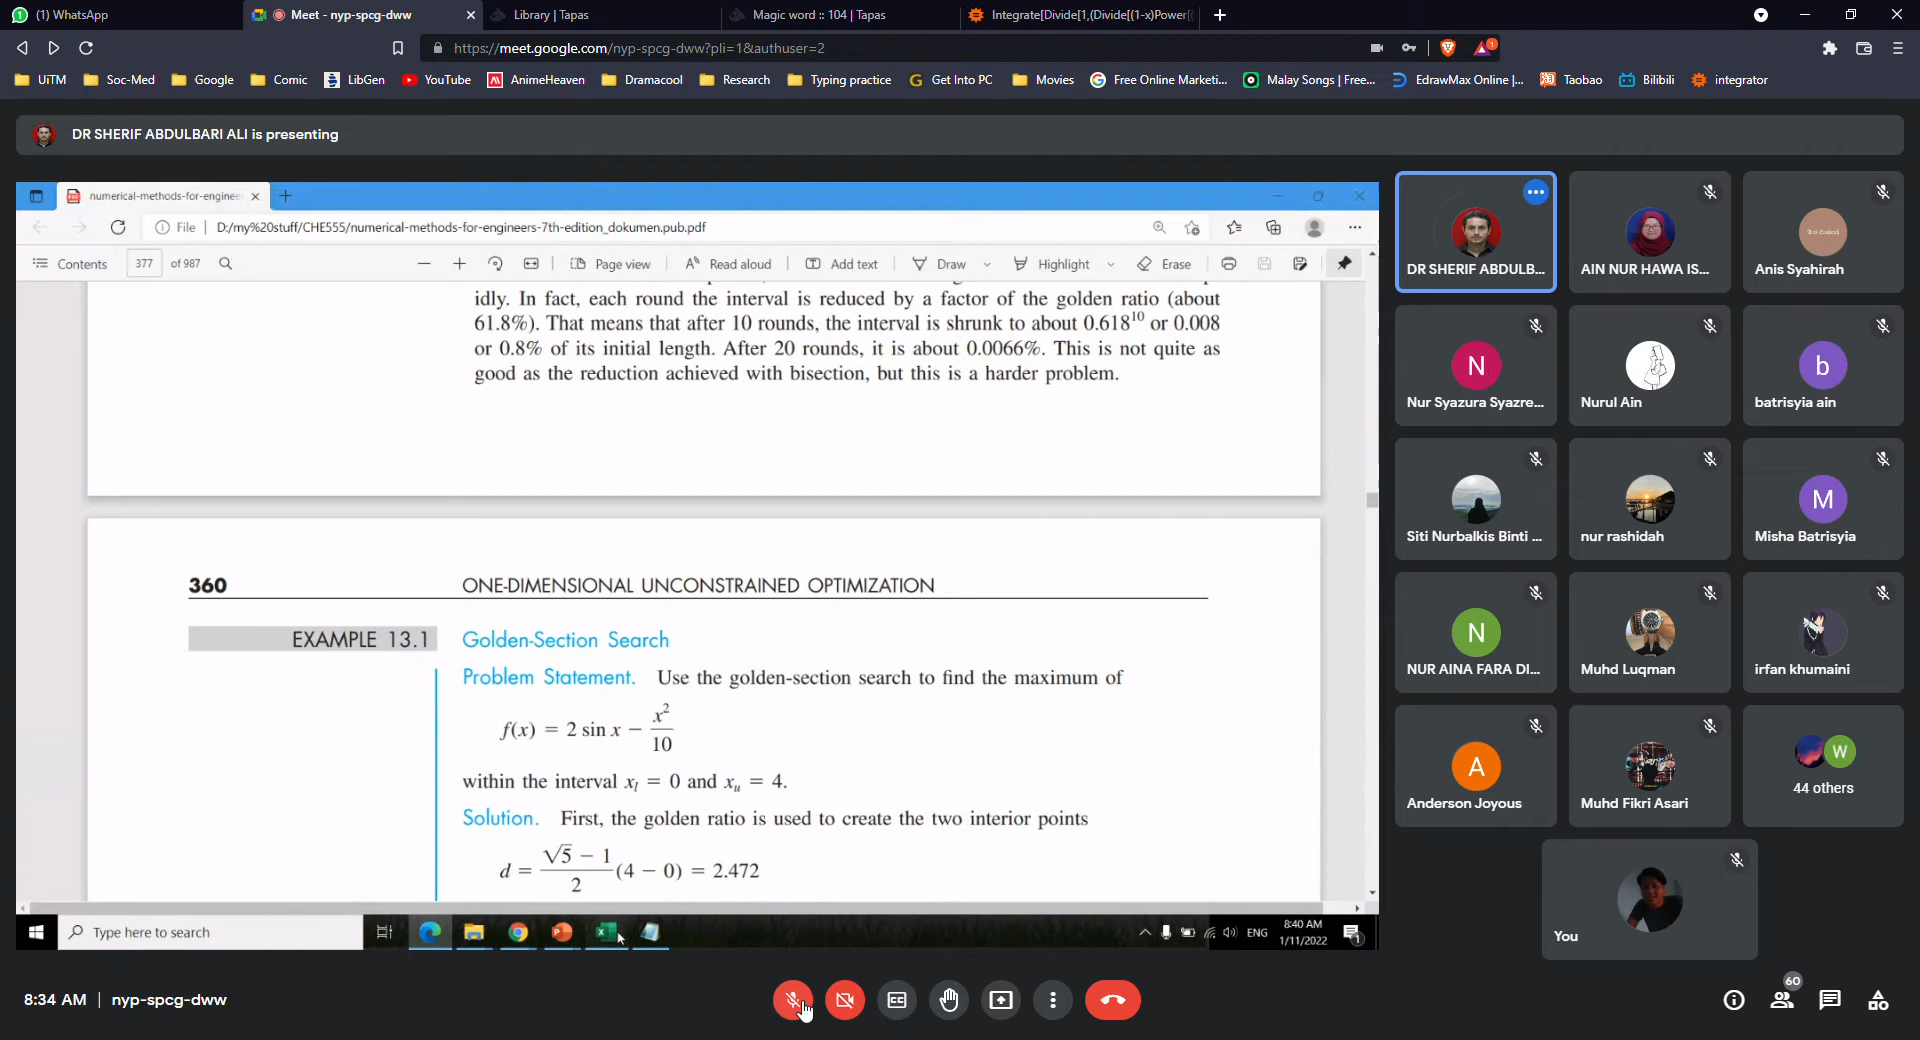 (1) WhatsApp
Meet - nyp-spcg-dww
Library | Tapas
Magic word :: 104 | Tapas
Integrate[Divide[1,(Divide[(1-x)Power[(
https://meet.google.com/nyp-spcg-dww?pli=1&authuser=2
1
UiTM
Soc-Med
Google
Comic
LibGen
YouTube
AnimeHeaven
Dramacool
Research
Typing practice
Get Into PC
Movies
Free Online Marketi...
Malay Songs | Free...
EdrawMax Online |...
Taobao
Bilibili
integrator
DR SHERIF ABDULBARI ALI is presenting
numerical-methods-for-enginee
File | D:/my%20stuff/CHE555/numerical-methods-for-engineers-7th-edition_dokumen.pub.pdf
Contents
377
of 987
Page view
Read aloud
Add text
Draw
Highlight
Erase
idly. In fact, each round the interval is reduced by a factor of the golden ratio (about
61.8%). That means that after 10 rounds, the interval is shrunk to about 0.618¹⁰ or 0.008
or 0.8% of its initial length. After 20 rounds, it is about 0.0066%. This is not quite as
good as the reduction achieved with bisection, but this is a harder problem.
360
ONE-DIMENSIONAL UNCONSTRAINED OPTIMIZATION
EXAMPLE 13.1
Golden-Section Search
Problem Statement. Use the golden-section search to find the maximum of
f(x) = 2 sin x − x²/10
within the interval xₗ = 0 and xᵤ = 4.
Solution. First, the golden ratio is used to create the two interior points
d = (√5 − 1)/2 (4 − 0) = 2.472
Type here to search
ENG
8:40 AM
1/11/2022
1
DR SHERIF ABDULB...
AIN NUR HAWA IS...
Anis Syahirah
N
Nur Syazura Syazre...
Nurul Ain
b
batrisyia ain
Siti Nurbalkis Binti ...
nur rashidah
M
Misha Batrisyia
N
NUR AINA FARA DI...
Muhd Luqman
irfan khumaini
A
Anderson Joyous
Muhd Fikri Asari
W
44 others
You
8:34 AM | nyp-spcg-dww
60